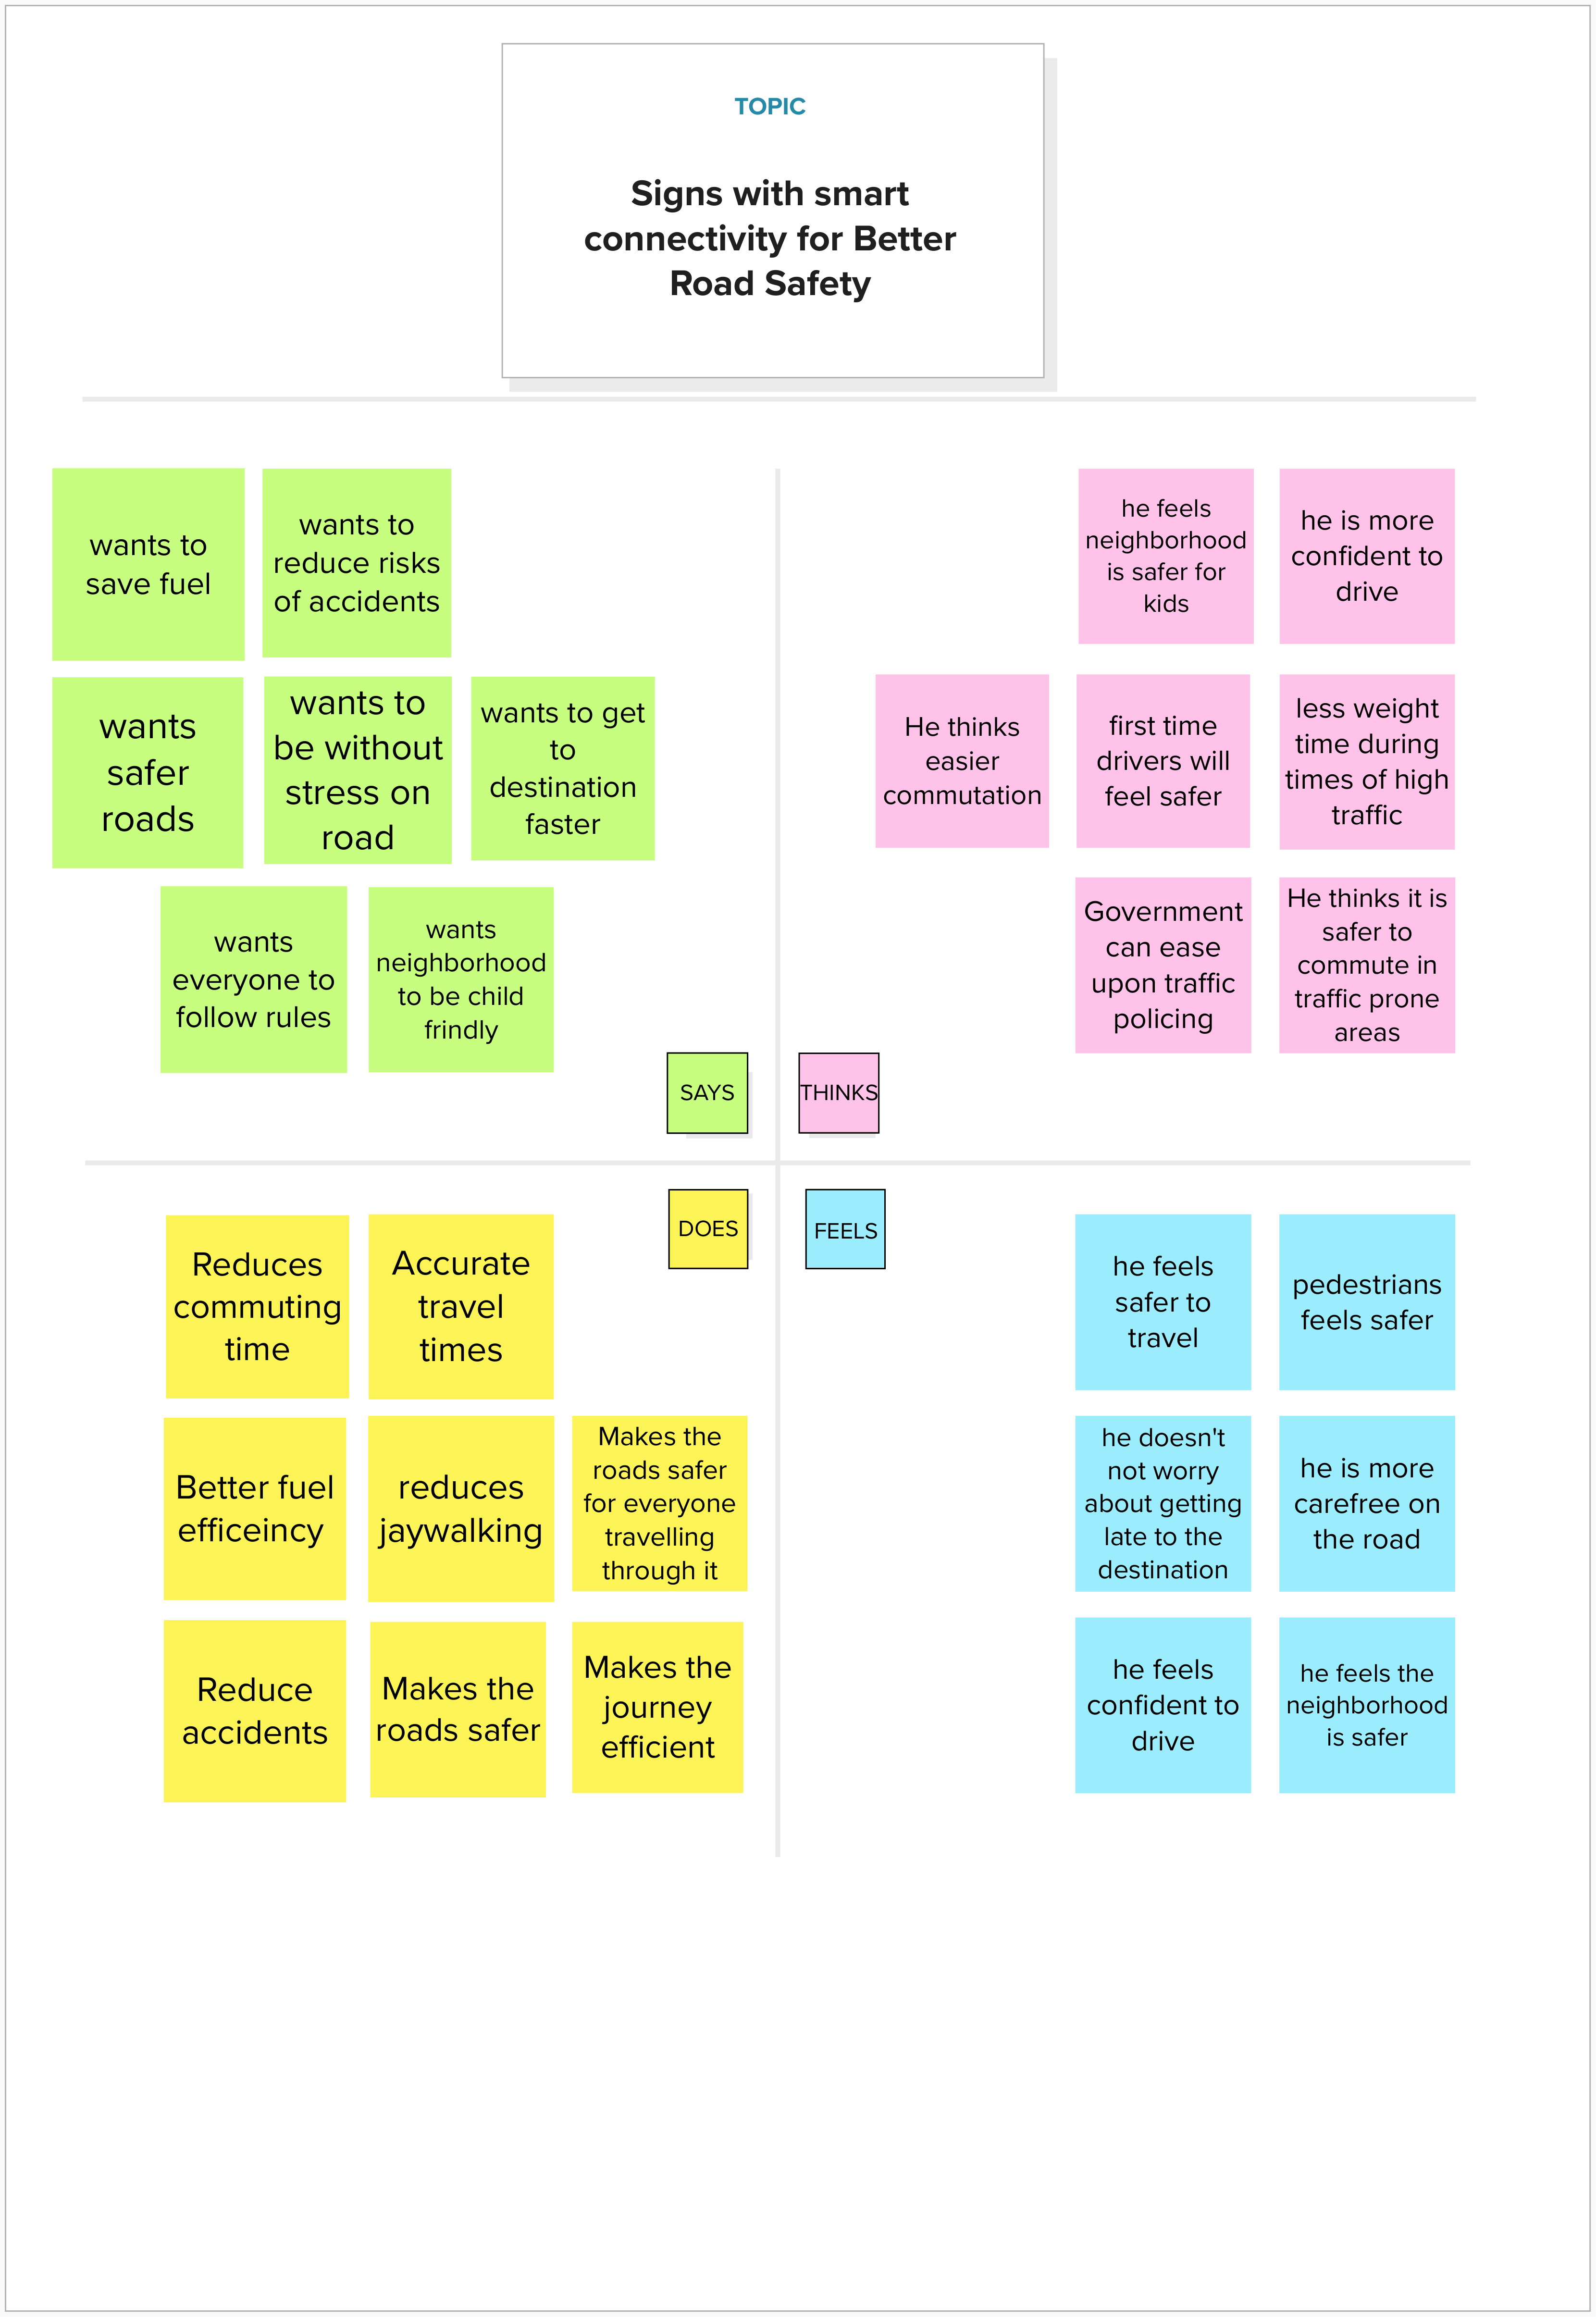 TOPIC
Signs with smart
connectivity for Better
Road Safety
wants to
save fuel
wants to
reduce risks
of accidents
wants
safer
roads
wants to
be without
stress on
road
wants to get
to
destination
faster
wants
everyone to
follow rules
wants
neighborhood
to be child
frindly
SAYS
he feels
neighborhood
is safer for
kids
he is more
confident to
drive
He thinks
easier
commutation
first time
drivers will
feel safer
less weight
time during
times of high
traffic
Government
can ease
upon traffic
policing
He thinks it is
safer to
commute in
traffic prone
areas
THINKS
DOES
Reduces
commuting
time
Accurate
travel
times
Better fuel
efficeincy
reduces
jaywalking
Makes the
roads safer
for everyone
travelling
through it
Reduce
accidents
Makes the
roads safer
Makes the
journey
efficient
FEELS
he feels
safer to
travel
pedestrians
feels safer
he doesn't
not worry
about getting
late to the
destination
he is more
carefree on
the road
he feels
confident to
drive
he feels the
neighborhood
is safer